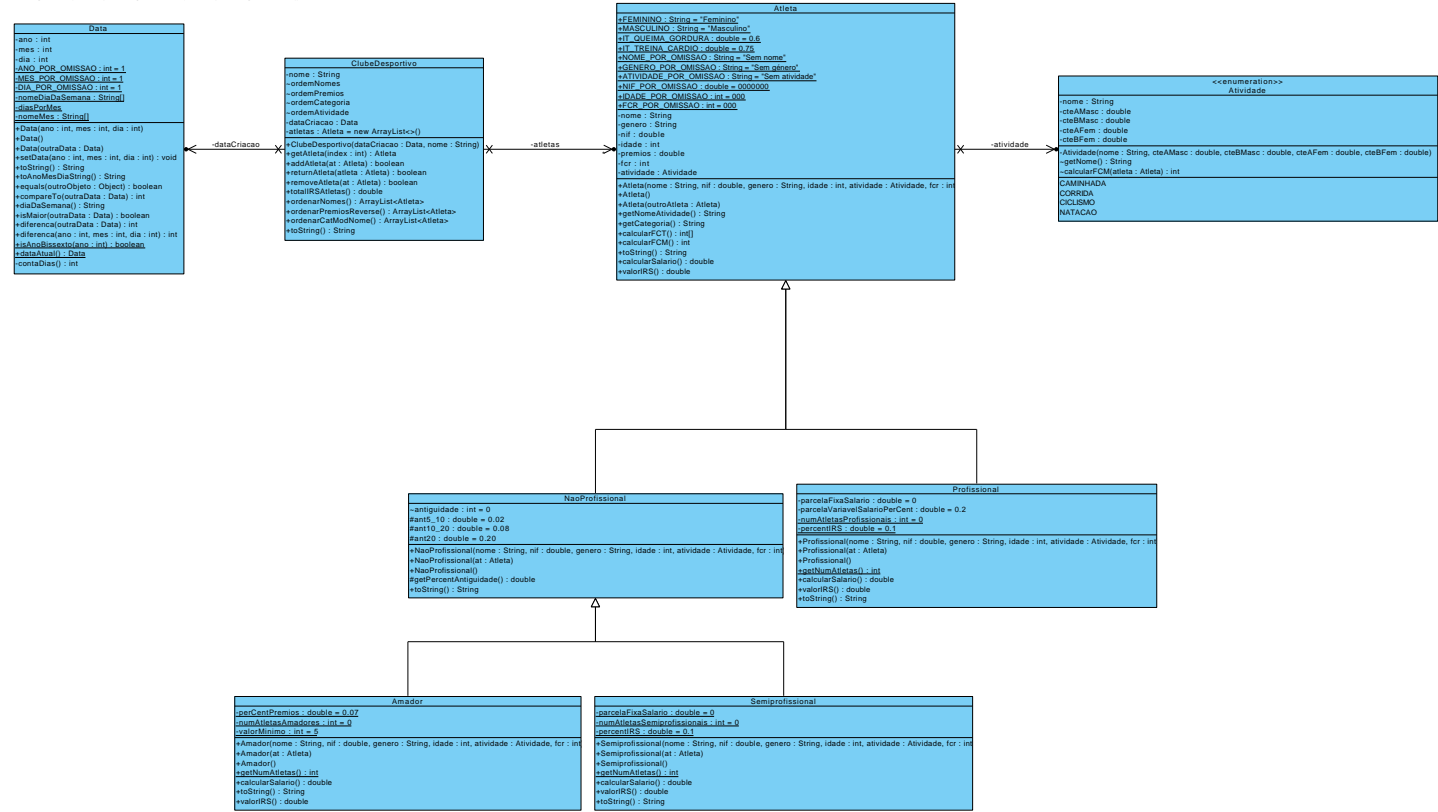 Data
-ano : int
-mes : int
-dia : int
-ANO_POR_OMISSAO : int = 1
-MES_POR_OMISSAO : int = 1
-DIA_POR_OMISSAO : int = 1
-nomeDiaDaSemana : String[]
-diasPorMes
-nomeMes : String[]
+Data(ano : int, mes : int, dia : int)
+Data()
+Data(outraData : Data)
+setData(ano : int, mes : int, dia : int) : void
+toString() : String
+toAnoMesDiaString() : String
+equals(outroObjeto : Object) : boolean
+compareTo(outraData : Data) : int
+diaDaSemana() : String
+isMaior(outraData : Data) : boolean
+diferenca(outraData : Data) : int
+diferenca(ano : int, mes : int, dia : int) : int
+isAnoBissexto(ano : int) : boolean
+dataAtual() : Data
-contaDias() : int
-dataCriacao
ClubeDesportivo
-nome : String
~ordemNomes
~ordemPremios
~ordemCategoria
~ordemAtividade
-dataCriacao : Data
-atletas : Atleta = new ArrayList<>()
+ClubeDesportivo(dataCriacao : Data, nome : String)
+getAtleta(index : int) : Atleta
+addAtleta(at : Atleta) : boolean
+returnAtleta(atleta : Atleta) : boolean
+removeAtleta(at : Atleta) : boolean
+totalIRSAtletas() : double
+ordenarNomes() : ArrayList<Atleta>
+ordenarPremiosReverse() : ArrayList<Atleta>
+ordenarCatModNome() : ArrayList<Atleta>
+toString() : String
-atletas
Atleta
+FEMININO : String = "Feminino"
+MASCULINO : String = "Masculino"
+IT_QUEIMA_GORDURA : double = 0.6
+IT_TREINA_CARDIO : double = 0.75
+NOME_POR_OMISSAO : String = "Sem nome"
+GENERO_POR_OMISSAO : String = "Sem género"
+ATIVIDADE_POR_OMISSAO : String = "Sem atividade"
+NIF_POR_OMISSAO : double = 0000000
+IDADE_POR_OMISSAO : int = 000
+FCR_POR_OMISSAO : int = 000
-nome : String
-genero : String
-nif : double
-idade : int
-premios : double
-fcr : int
-atividade : Atividade
+Atleta(nome : String, nif : double, genero : String, idade : int, atividade : Atividade, fcr : int
+Atleta()
+Atleta(outroAtleta : Atleta)
+getNomeAtividade() : String
+getCategoria() : String
+calcularFCT() : int[]
+calcularFCM() : int
+toString() : String
+calcularSalario() : double
+valorIRS() : double
-atividade
<<enumeration>>
Atividade
-nome : String
-cteAMasc : double
-cteBMasc : double
-cteAFem : double
-cteBFem : double
-Atividade(nome : String, cteAMasc : double, cteBMasc : double, cteAFem : double, cteBFem : double)
~getNome() : String
~calcularFCM(atleta : Atleta) : int
CAMINHADA
CORRIDA
CICLISMO
NATACAO
NaoProfissional
~antiguidade : int = 0
#ant5_10 : double = 0.02
#ant10_20 : double = 0.08
#ant20 : double = 0.20
+NaoProfissional(nome : String, nif : double, genero : String, idade : int, atividade : Atividade, fcr : int
+NaoProfissional(at : Atleta)
+NaoProfissional()
#getPercentAntiguidade() : double
+toString() : String
Profissional
-parcelaFixaSalario : double = 0
-parcelaVariavelSalarioPerCent : double = 0.2
-numAtletasProfissionais : int = 0
-percentIRS : double = 0.1
+Profissional(nome : String, nif : double, genero : String, idade : int, atividade : Atividade, fcr : int
+Profissional(at : Atleta)
+Profissional()
+getNumAtletas() : int
+calcularSalario() : double
+valorIRS() : double
+toString() : String
Amador
-perCentPremios : double = 0.07
-numAtletasAmadores : int = 0
-valorMinimo : int = 5
+Amador(nome : String, nif : double, genero : String, idade : int, atividade : Atividade, fcr : int
+Amador(at : Atleta)
+Amador()
+getNumAtletas() : int
+calcularSalario() : double
+toString() : String
+valorIRS() : double
Semiprofissional
-parcelaFixaSalario : double = 0
-numAtletasSemiprofissionais : int = 0
-percentIRS : double = 0.1
+Semiprofissional(nome : String, nif : double, genero : String, idade : int, atividade : Atividade, fcr : int
+Semiprofissional(at : Atleta)
+Semiprofissional()
+getNumAtletas() : int
+calcularSalario() : double
+valorIRS() : double
+toString() : String